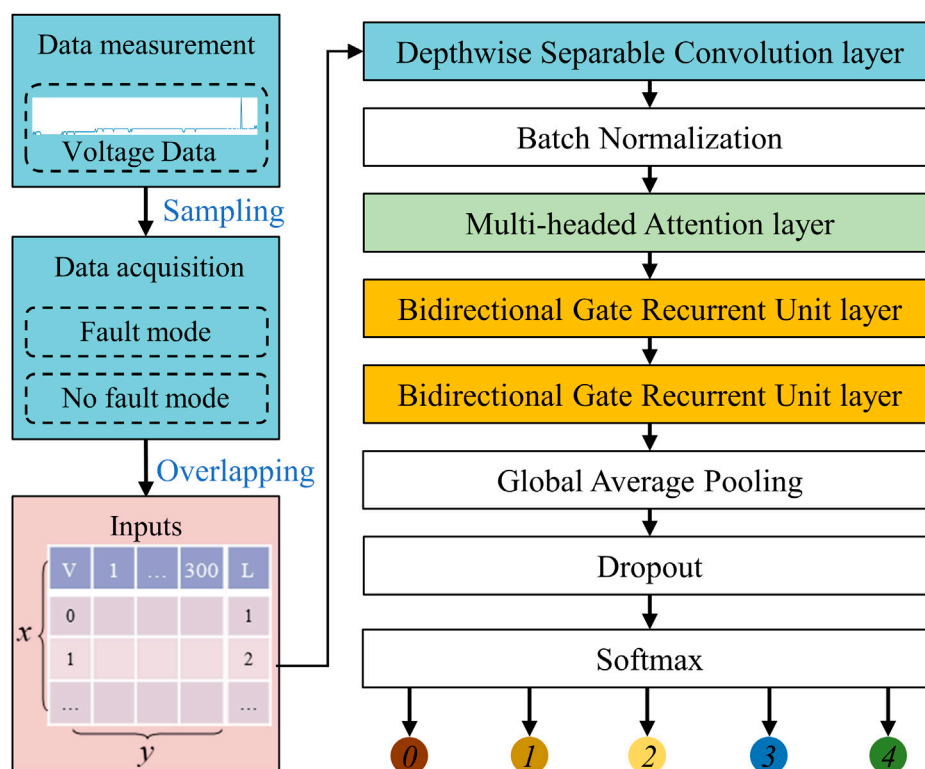 Data measurement
Voltage Data
Sampling
Data acquisition
Fault mode
No fault mode
Overlapping
Inputs
V 1 ... 300 L
0 1
x
1 2
... ...
y
Depthwise Separable Convolution layer
Batch Normalization
Multi-headed Attention layer
Bidirectional Gate Recurrent Unit layer
Bidirectional Gate Recurrent Unit layer
Global Average Pooling
Dropout
Softmax
0 1 2 3 4